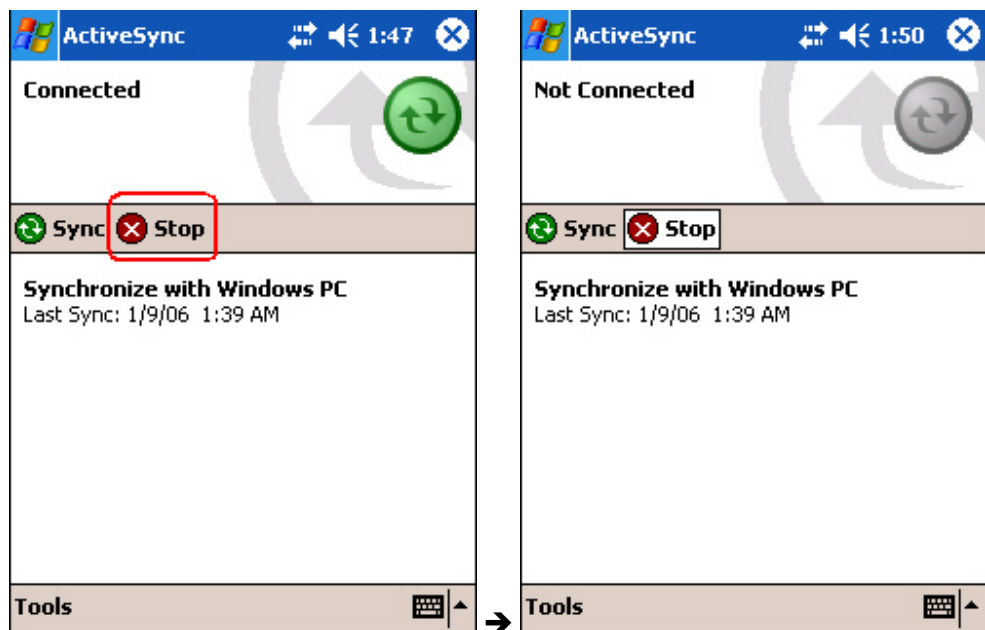 ActiveSync 1:47
Connected
Sync Stop
Synchronize with Windows PC
Last Sync: 1/9/06 1:39 AM
Tools
ActiveSync 1:50
Not Connected
Sync Stop
Synchronize with Windows PC
Last Sync: 1/9/06 1:39 AM
Tools